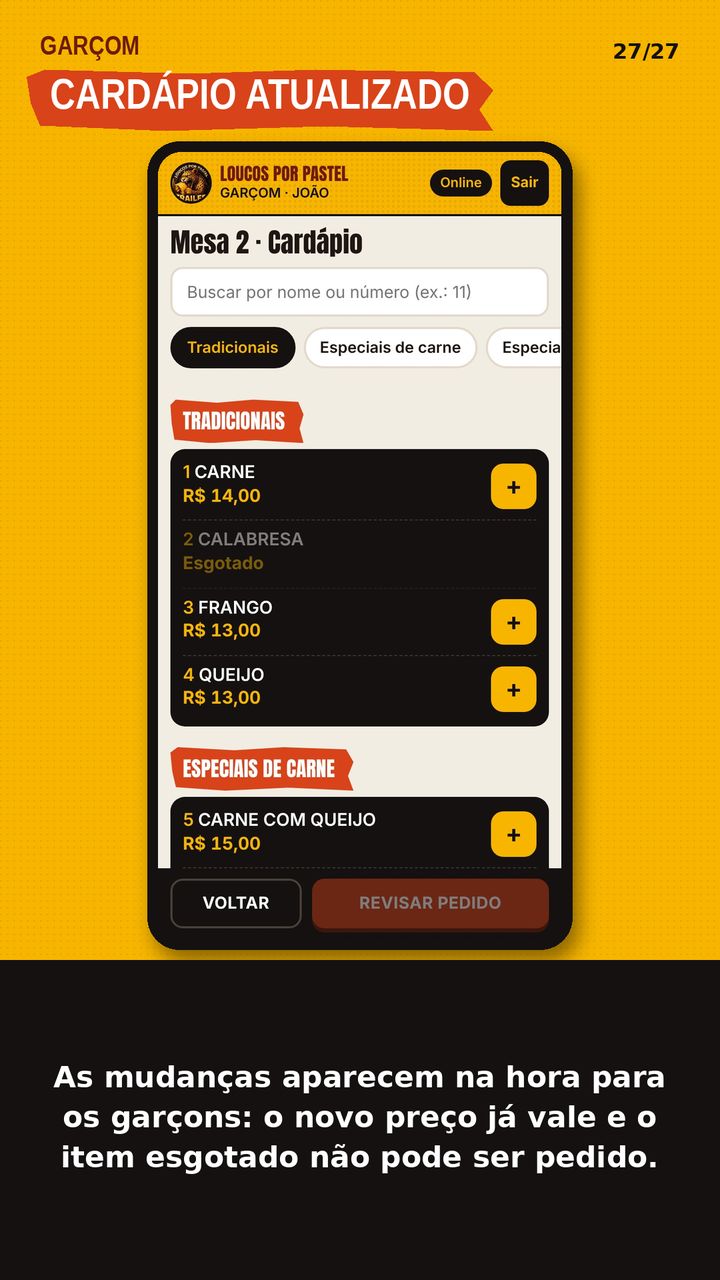 GARÇOM
27/27
CARDÁPIO ATUALIZADO
LOUCOS POR PASTEL
GARÇOM · JOÃO
Online
Sair
Mesa 2 · Cardápio
Buscar por nome ou número (ex.: 11)
Tradicionais
Especiais de carne
Especia
TRADICIONAIS
1 CARNE
R$ 14,00
+
2 CALABRESA
Esgotado
3 FRANGO
R$ 13,00
+
4 QUEIJO
R$ 13,00
+
ESPECIAIS DE CARNE
5 CARNE COM QUEIJO
R$ 15,00
+
VOLTAR
REVISAR PEDIDO
As mudanças aparecem na hora para
os garçons: o novo preço já vale e o
item esgotado não pode ser pedido.